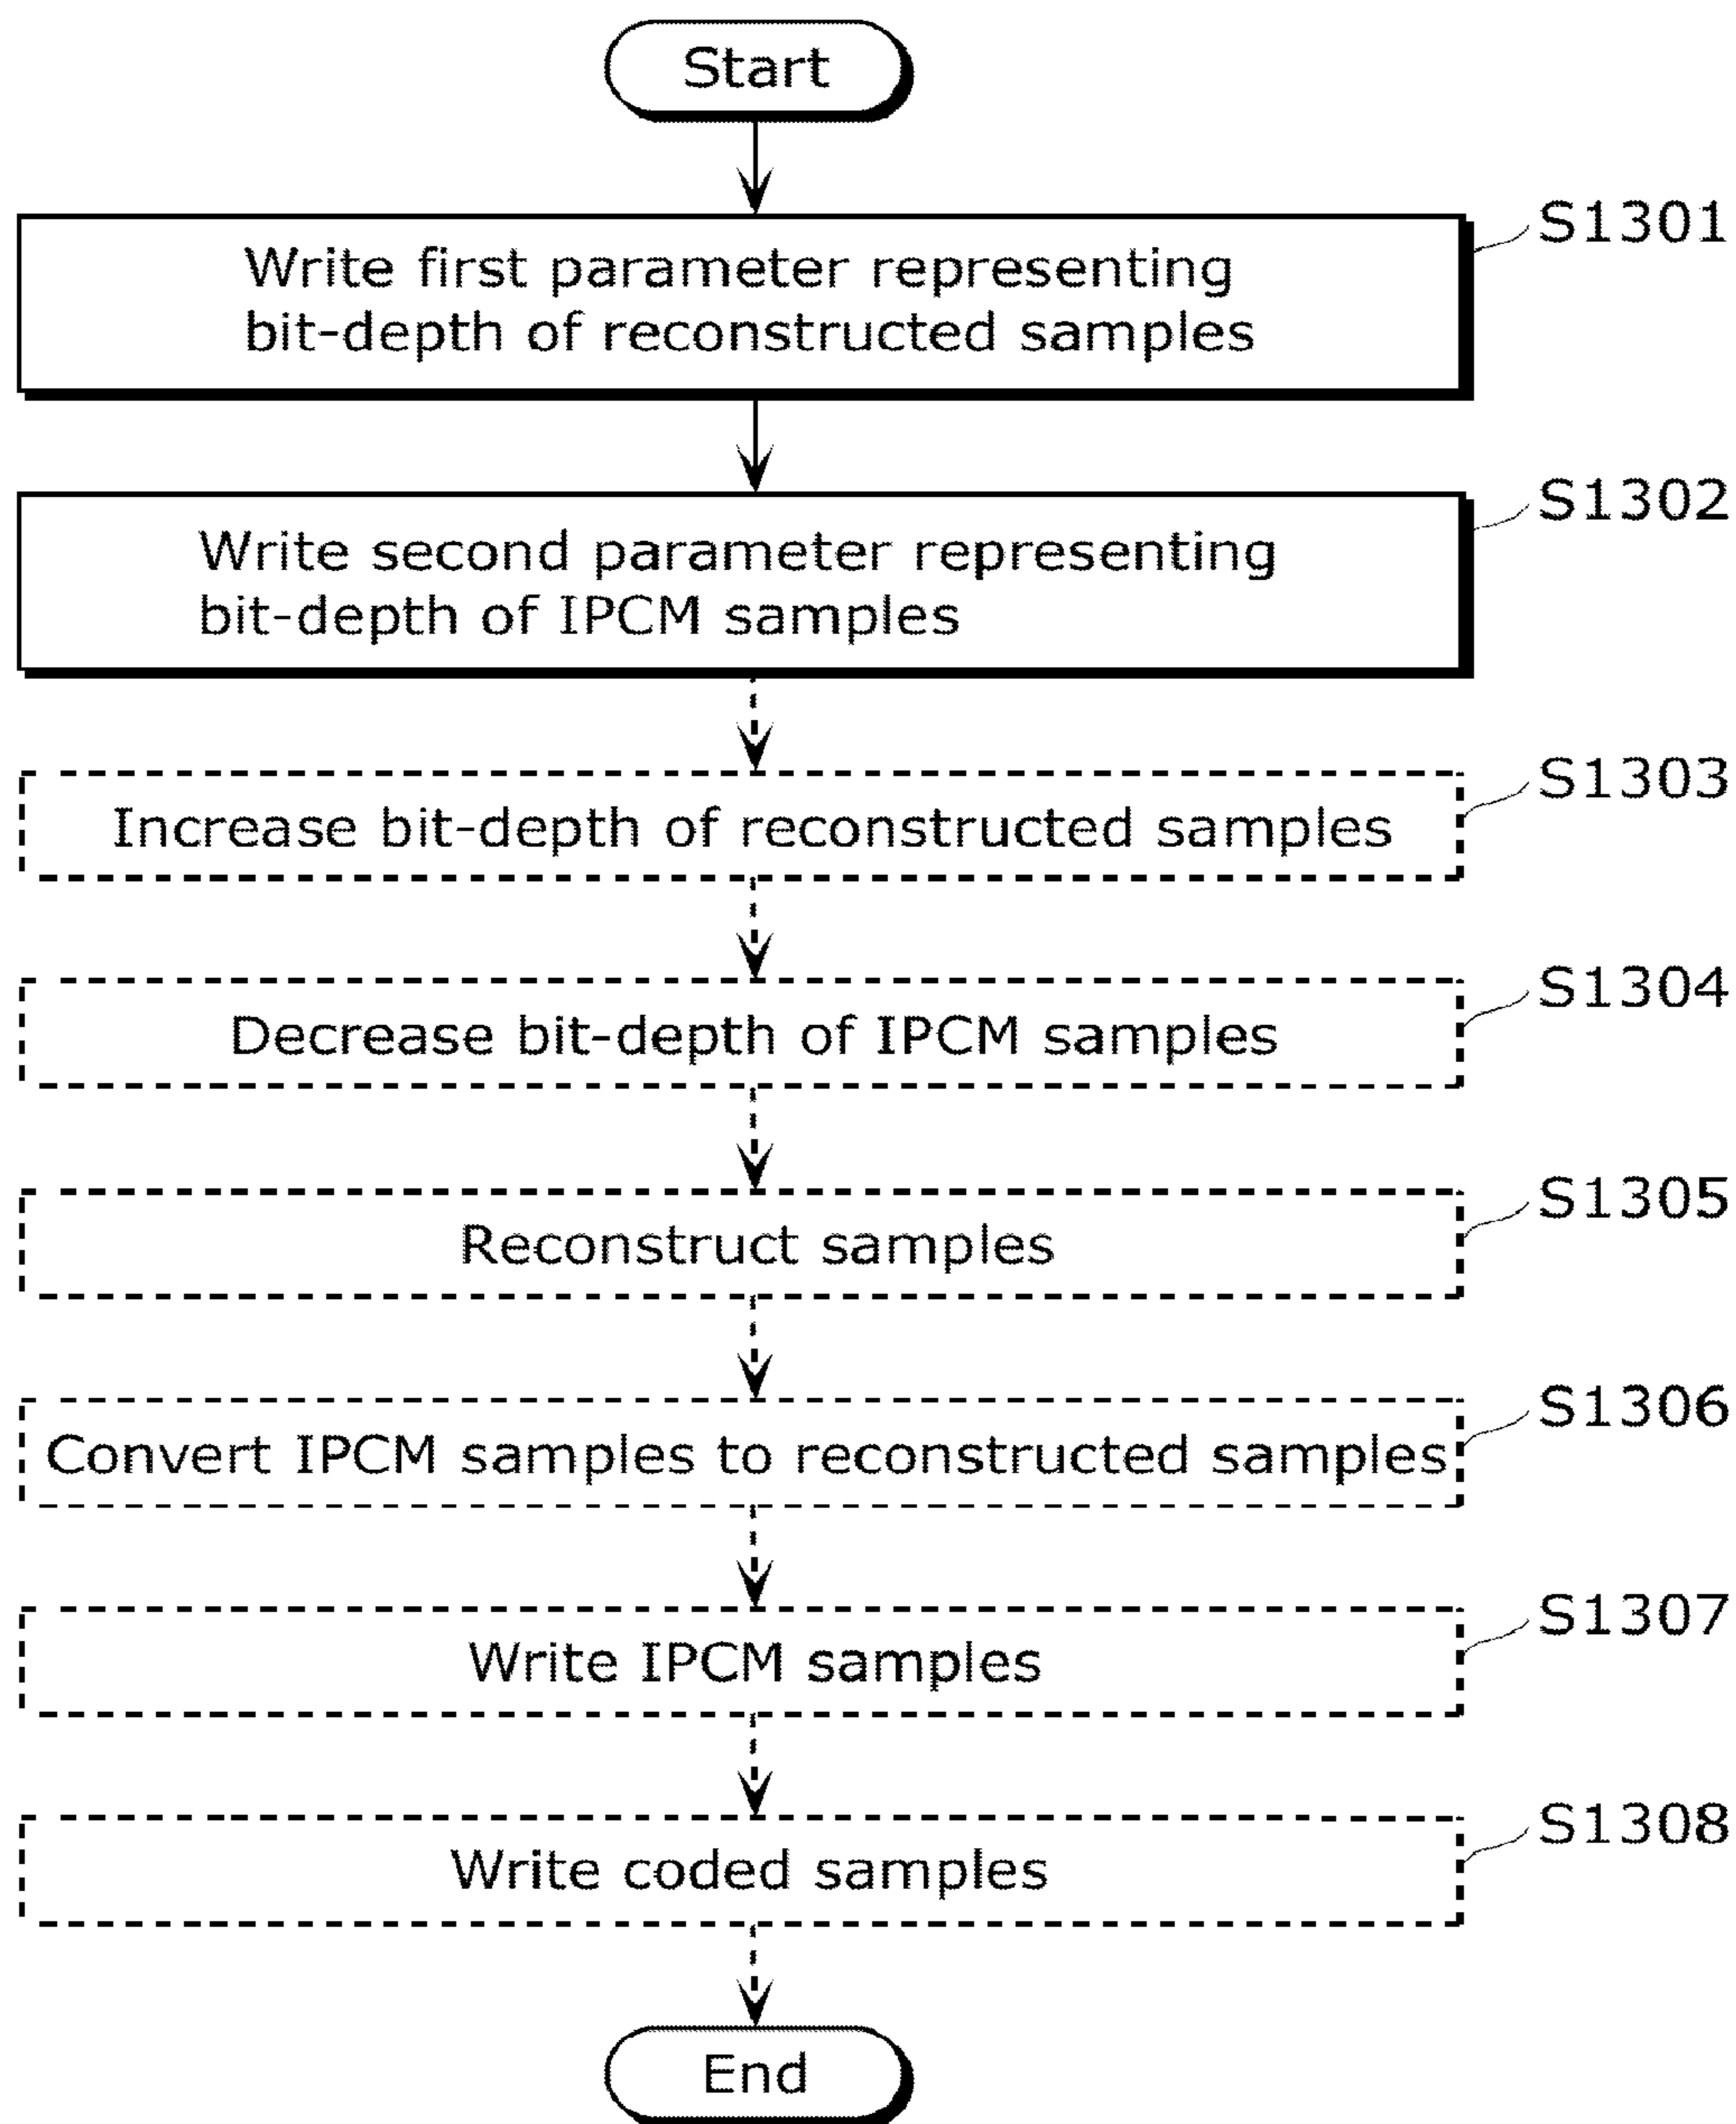 Start
S1301
Write first parameter representing
bit-depth of reconstructed samples
S1302
Write second parameter representing
bit-depth of IPCM samples
S1303
Increase bit-depth of reconstructed samples
S1304
Decrease bit-depth of IPCM samples
S1305
Reconstruct samples
S1306
Convert IPCM samples to reconstructed samples
S1307
Write IPCM samples
S1308
Write coded samples
End